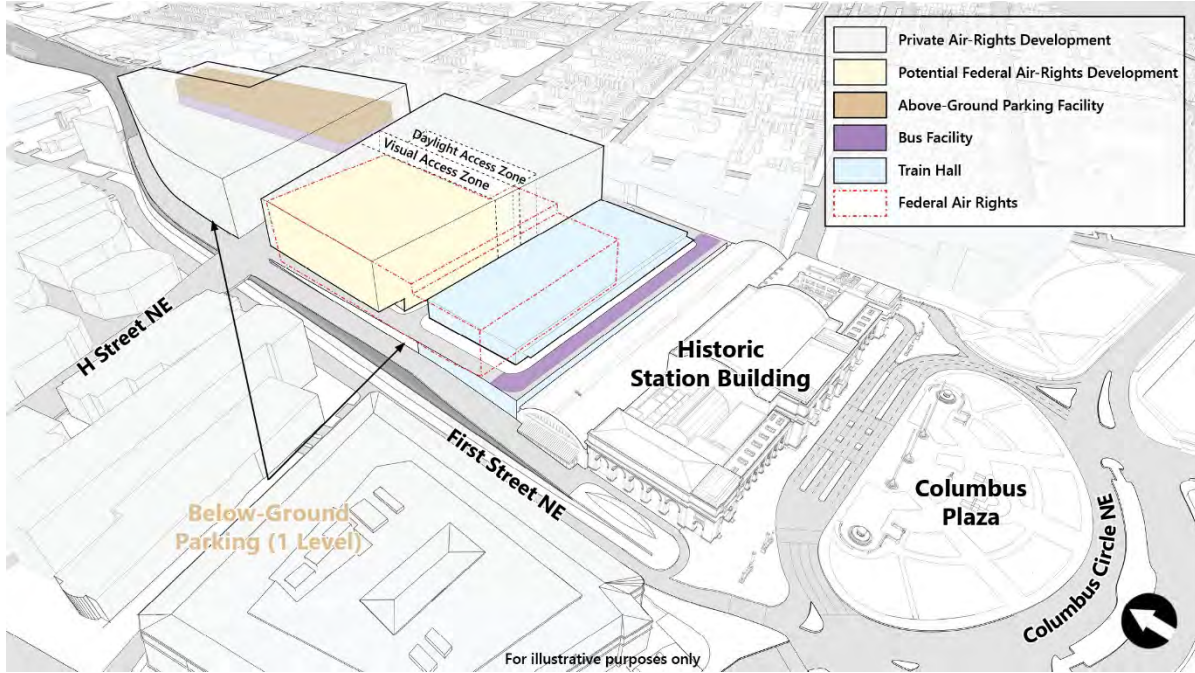 Private Air-Rights Development
Potential Federal Air-Rights Development
Above-Ground Parking Facility
Bus Facility
Train Hall
Federal Air Rights
Daylight Access Zone
Visual Access Zone
H Street NE
First Street NE
Historic
Station Building
Columbus
Plaza
Below-Ground
Parking (1 Level)
Columbus Circle NE
For illustrative purposes only